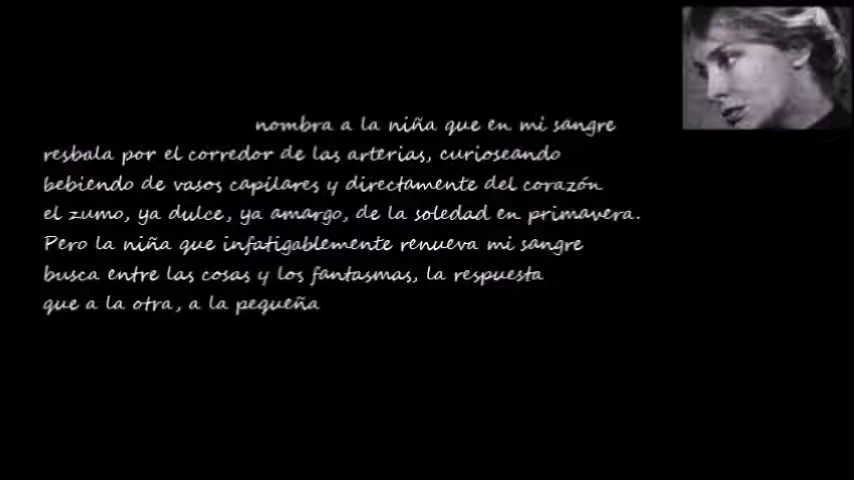 nombra a la niña que en mi sangre
resbala por el corredor de las arterias, curioseando
bebiendo de vasos capilares y directamente del corazón
el zumo, ya dulce, ya amargo, de la soledad en primavera.
Pero la niña que infatigablemente renueva mi sangre
busca entre las cosas y los fantasmas, la respuesta
que a la otra, a la pequeña